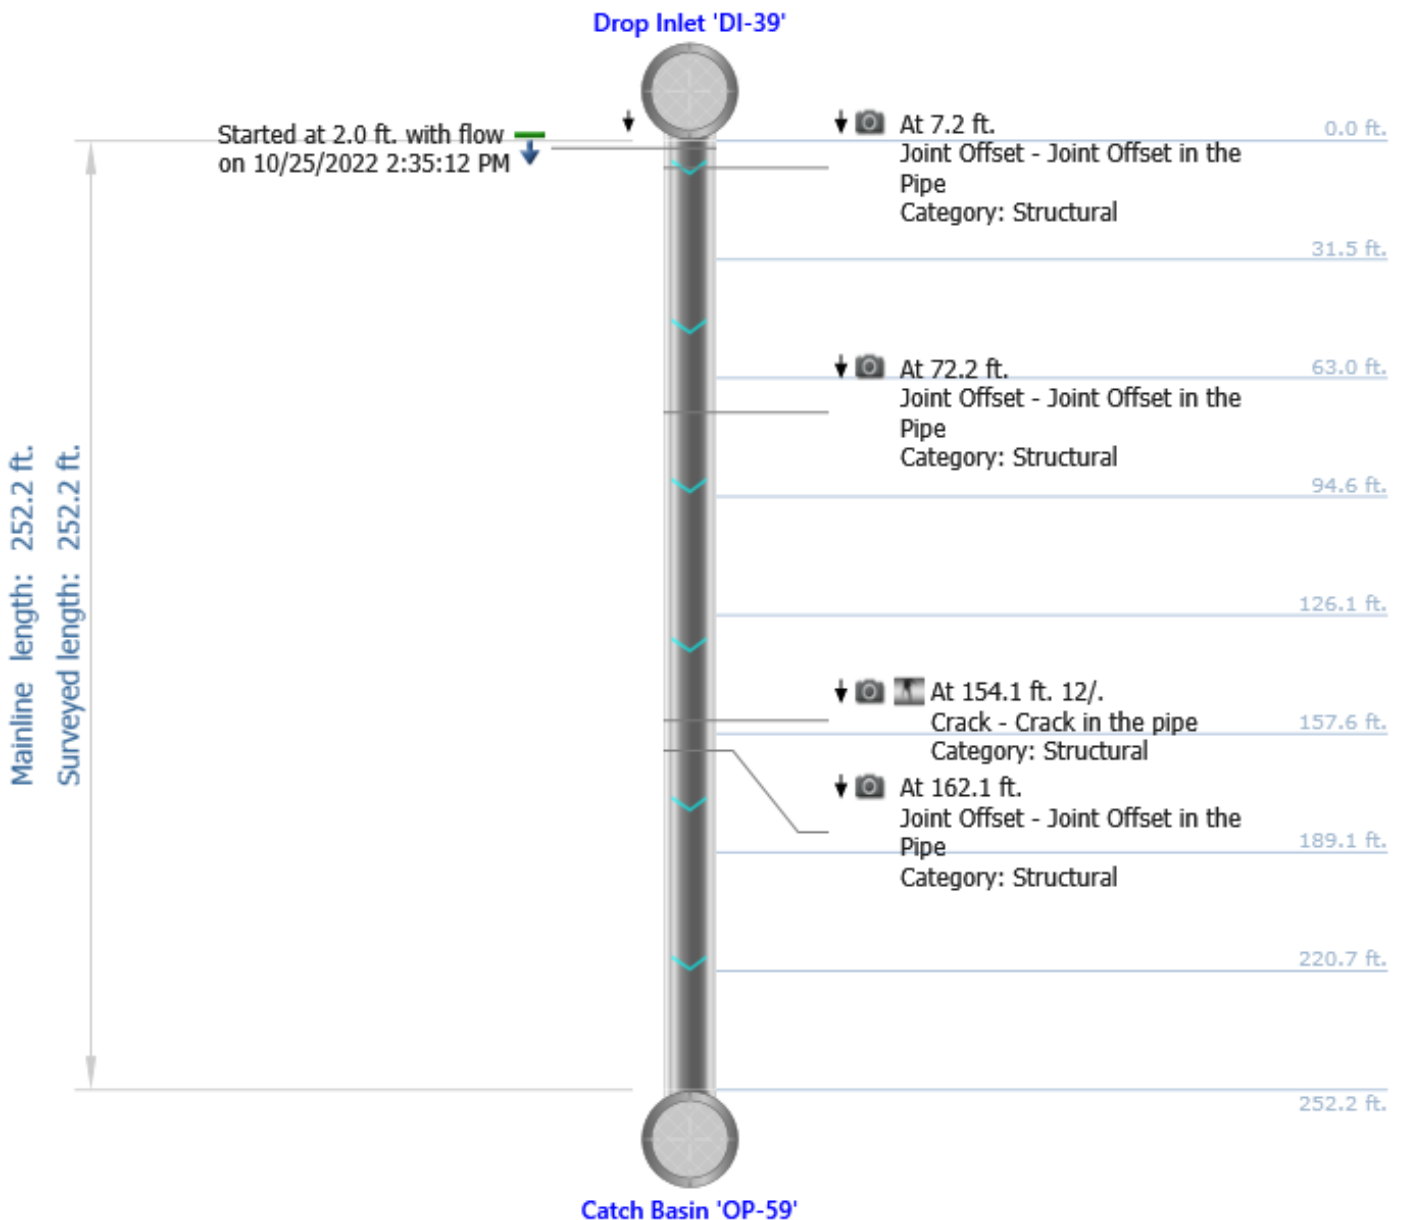 Drop Inlet 'DI-39'
Started at 2.0 ft. with flow
on 10/25/2022 2:35:12 PM
At 7.2 ft.
Joint Offset - Joint Offset in the
Pipe
Category: Structural
0.0 ft.
31.5 ft.
At 72.2 ft.
Joint Offset - Joint Offset in the
Pipe
Category: Structural
63.0 ft.
94.6 ft.
126.1 ft.
Mainline length: 252.2 ft.
Surveyed length: 252.2 ft.
At 154.1 ft. 12/.
Crack - Crack in the pipe
Category: Structural
157.6 ft.
At 162.1 ft.
Joint Offset - Joint Offset in the
Pipe
Category: Structural
189.1 ft.
220.7 ft.
252.2 ft.
Catch Basin 'OP-59'